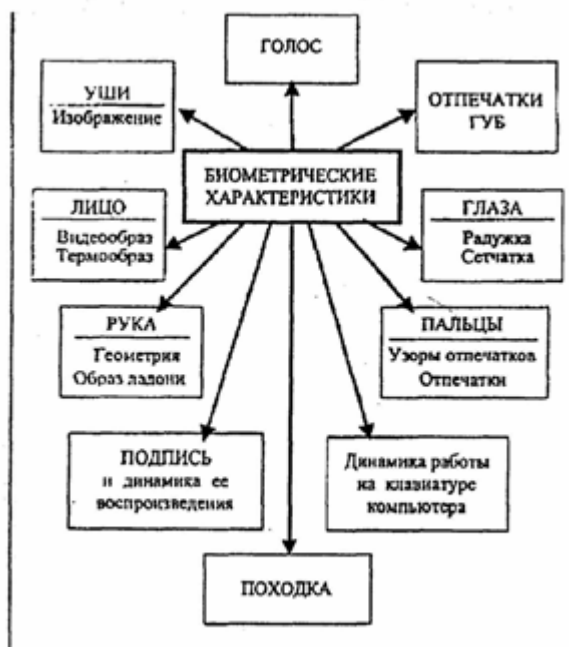 ГОЛОС
УШИ
Изображение
ОТПЕЧАТКИ
ГУБ
БИОМЕТРИЧЕСКИЕ
ХАРАКТЕРИСТИКИ
ЛИЦО
Видеообраз
Термообраз
ГЛАЗА
Радужка
Сетчатка
РУКА
Геометрия
Образ ладони
ПАЛЬЦЫ
Узоры отпечатков
Отпечатки
ПОДПИСЬ
и динамика ее
воспроизведения
Динамика работы
на клавиатуре
компьютера
ПОХОДКА